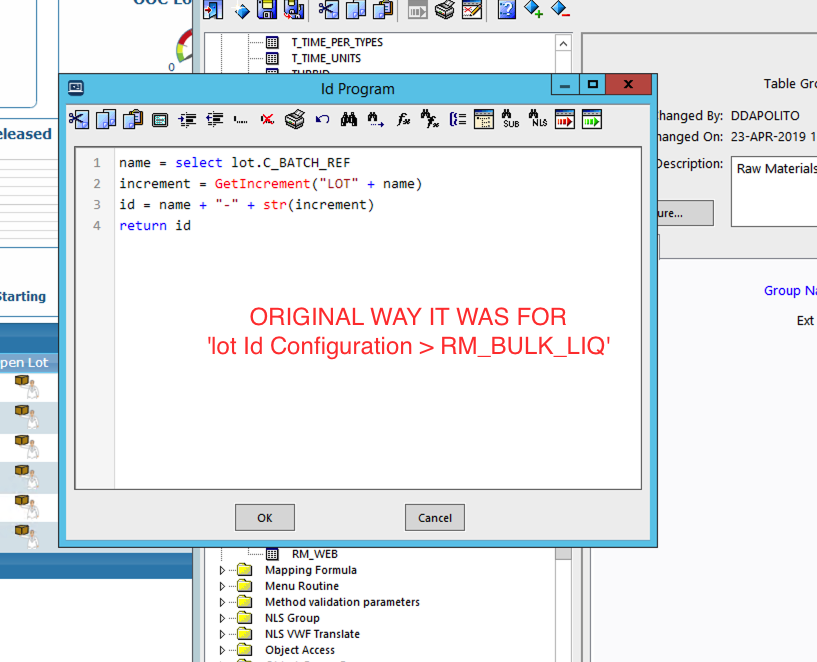 T_TIME_PER_TYPES
T_TIME_UNITS
0
Id Program
Table Gro
eleased
hanged By: DDAPOLITO
hanged On: 23-APR-2019 1
Description: Raw Materials
ure...
SUB
NLS
1 name = select lot.C_BATCH_REF
2 increment = GetIncrement("LOT" + name)
3 id = name + "-" + str(increment)
4 return id
Starting
Group Na
Ext
ORIGINAL WAY IT WAS FOR
'lot Id Configuration > RM_BULK_LIQ'
pen Lot
OK Cancel
RM_WEB
Mapping Formula
Menu Routine
Method validation parameters
NLS Group
NLS VWF Translate
Object Access